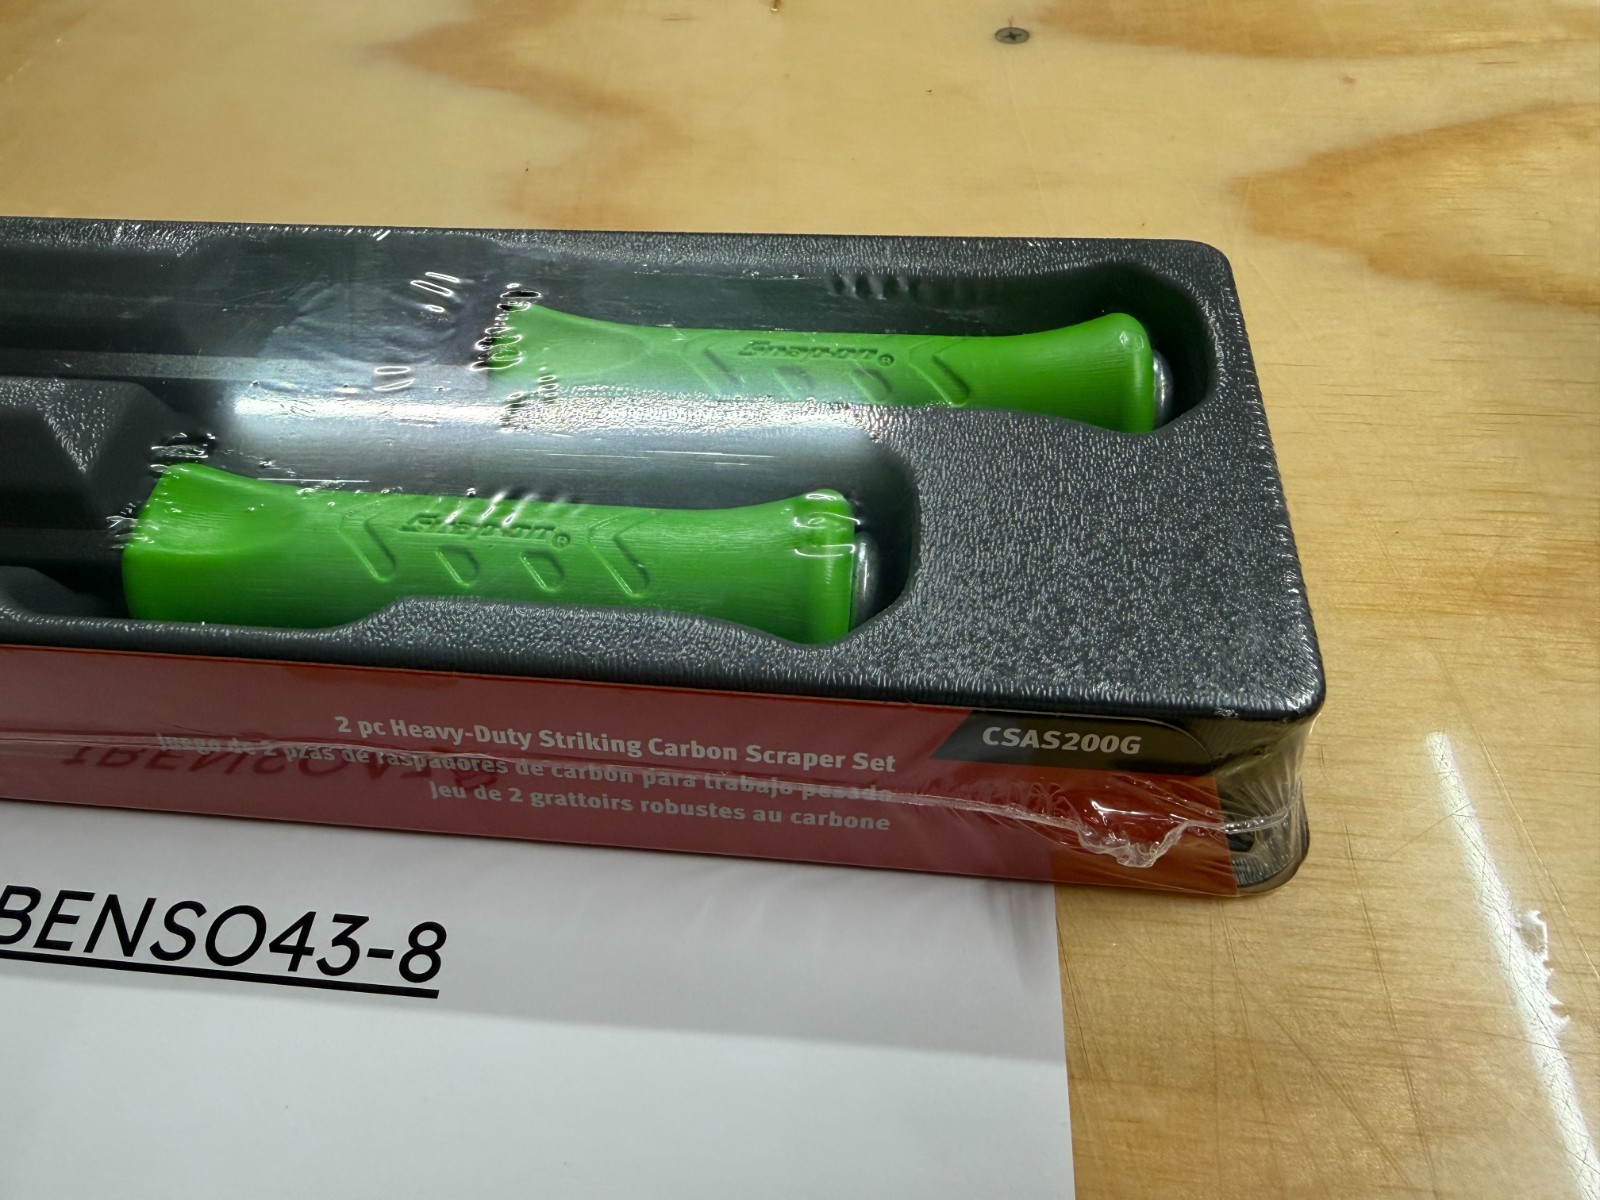 Snap-on®
Snap-on®
2 pc Heavy-Duty Striking Carbon Scraper Set
CSAS200G
Juego de 2 pzas de raspadores de carbón para trabajo pesado
Jeu de 2 grattoirs robustes au carbone
BENSO43-8